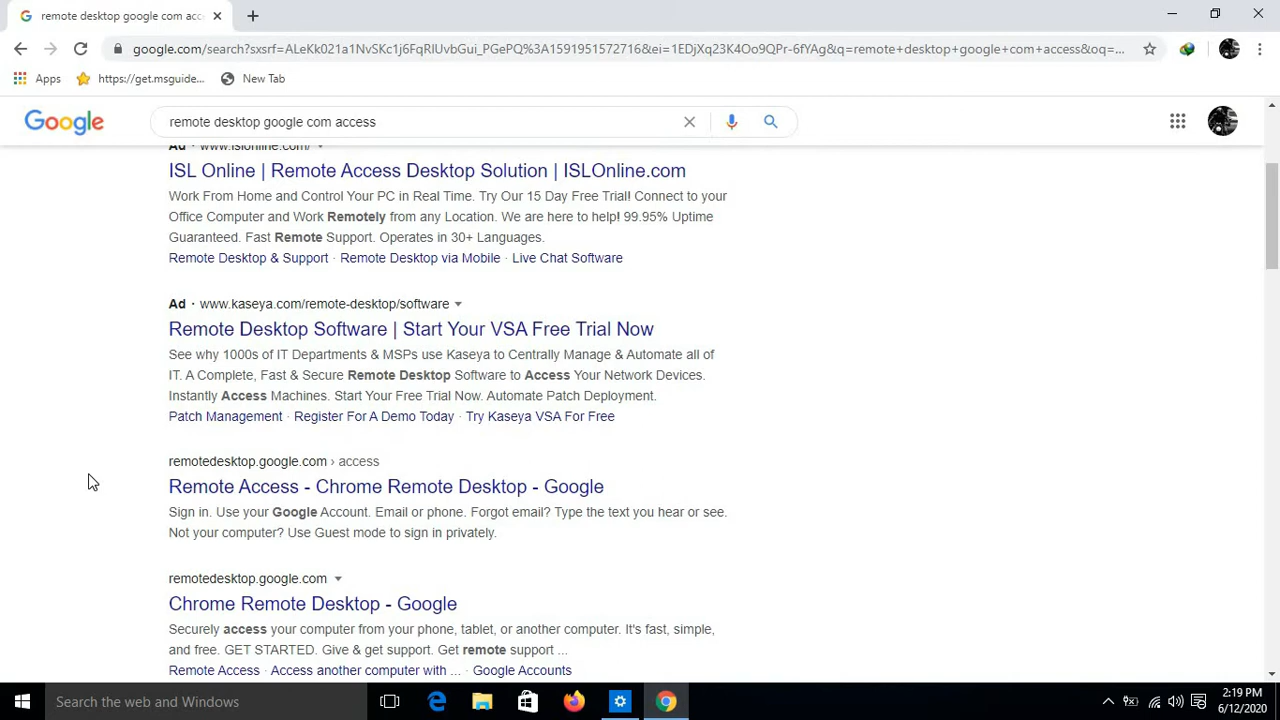 remote desktop google com acc
google.com/search?sxsrf=ALeKk021a1NvSKc1j6FqRIUvbGui_PGePQ%3A1591951572716&ei=1EDjXq23K4Oo9QPr-6fYAg&q=remote+desktop+google+com+access&oq=...
Apps https://get.msguide... New Tab
Google remote desktop google com access
Ad · www.islonline.com/
ISL Online | Remote Access Desktop Solution | ISLOnline.com
Work From Home and Control Your PC in Real Time. Try Our 15 Day Free Trial! Connect to your
Office Computer and Work Remotely from any Location. We are here to help! 99.95% Uptime
Guaranteed. Fast Remote Support. Operates in 30+ Languages.
Remote Desktop & Support · Remote Desktop via Mobile · Live Chat Software
Ad · www.kaseya.com/remote-desktop/software
Remote Desktop Software | Start Your VSA Free Trial Now
See why 1000s of IT Departments & MSPs use Kaseya to Centrally Manage & Automate all of
IT. A Complete, Fast & Secure Remote Desktop Software to Access Your Network Devices.
Instantly Access Machines. Start Your Free Trial Now. Automate Patch Deployment.
Patch Management · Register For A Demo Today · Try Kaseya VSA For Free
remotedesktop.google.com › access
Remote Access - Chrome Remote Desktop - Google
Sign in. Use your Google Account. Email or phone. Forgot email? Type the text you hear or see.
Not your computer? Use Guest mode to sign in privately.
remotedesktop.google.com
Chrome Remote Desktop - Google
Securely access your computer from your phone, tablet, or another computer. It's fast, simple,
and free. GET STARTED. Give & get support. Get remote support ...
Remote Access · Access another computer with ... · Google Accounts
Search the web and Windows
2:19 PM
6/12/2020